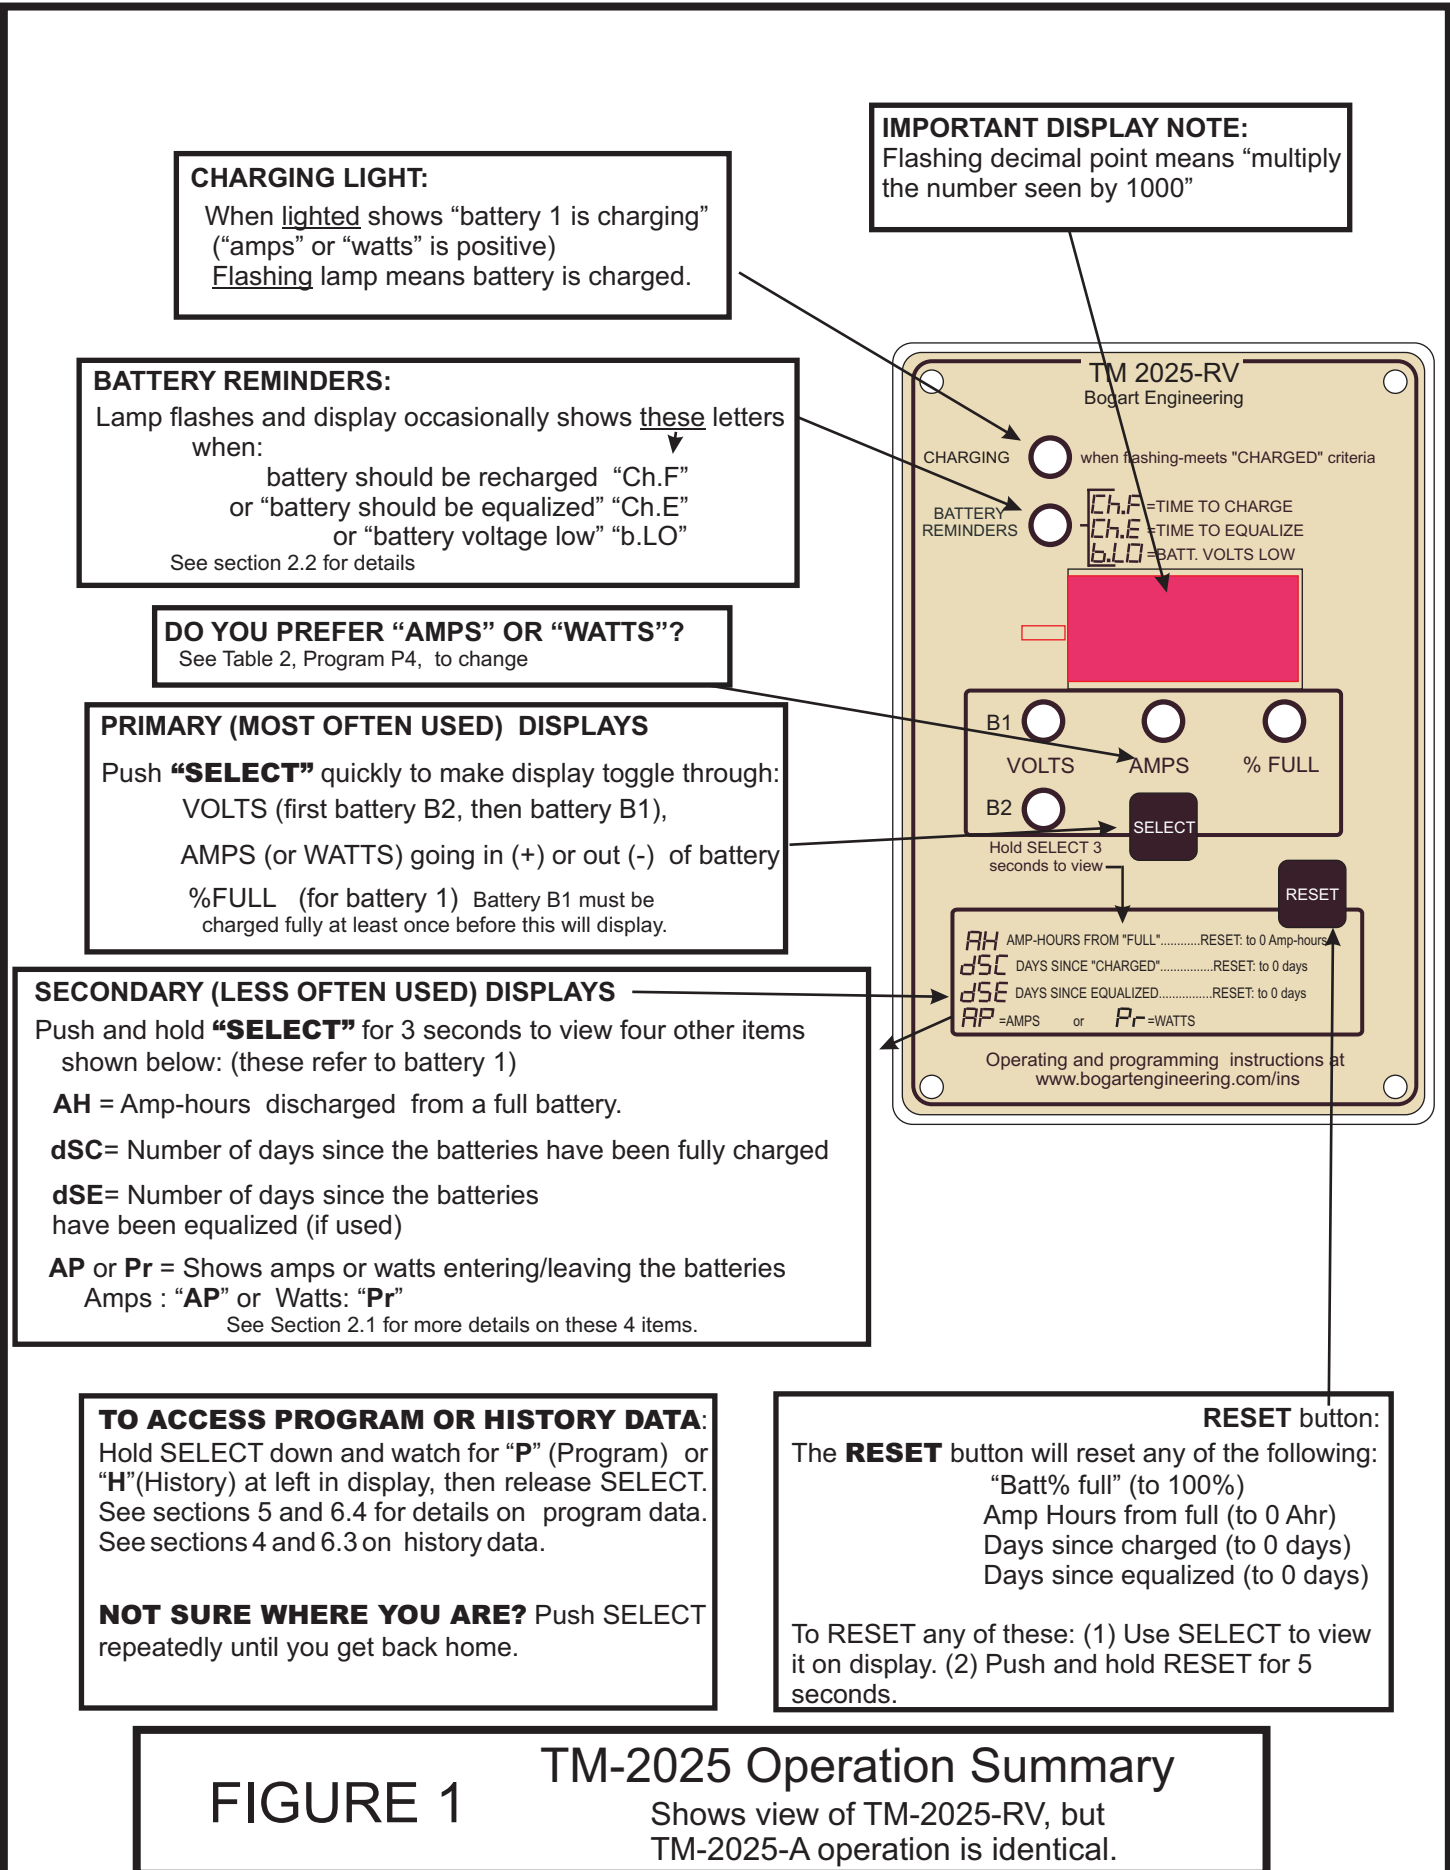 IMPORTANT DISPLAY NOTE:
Flashing decimal point means “multiply
the number seen by 1000”
CHARGING LIGHT:
When lighted shows “battery 1 is charging”
(“amps” or “watts” is positive)
Flashing lamp means battery is charged.
BATTERY REMINDERS:
Lamp flashes and display occasionally shows these letters
when:
battery should be recharged “Ch.F”
or “battery should be equalized” “Ch.E”
or “battery voltage low” “b.LO”
See section 2.2 for details
DO YOU PREFER “AMPS” OR “WATTS”?
See Table 2, Program P4, to change
PRIMARY (MOST OFTEN USED) DISPLAYS
Push “SELECT” quickly to make display toggle through:
VOLTS (first battery B2, then battery B1),
AMPS (or WATTS) going in (+) or out (-) of battery
%FULL (for battery 1) Battery B1 must be
charged fully at least once before this will display.
SECONDARY (LESS OFTEN USED) DISPLAYS
Push and hold “SELECT” for 3 seconds to view four other items
shown below: (these refer to battery 1)
AH = Amp-hours discharged from a full battery.
dSC= Number of days since the batteries have been fully charged
dSE= Number of days since the batteries
have been equalized (if used)
AP or Pr = Shows amps or watts entering/leaving the batteries
Amps : “AP” or Watts: “Pr”
See Section 2.1 for more details on these 4 items.
TM 2025-RV
Bogart Engineering
CHARGING when flashing-meets "CHARGED" criteria
BATTERY
REMINDERS
Ch.F =TIME TO CHARGE
Ch.E =TIME TO EQUALIZE
b.LO =BATT. VOLTS LOW
B1
VOLTS AMPS % FULL
B2
SELECT
Hold SELECT 3
seconds to view
RESET
AH AMP-HOURS FROM "FULL"............RESET: to 0 Amp-hours
dSC DAYS SINCE "CHARGED"................RESET: to 0 days
dSE DAYS SINCE EQUALIZED................RESET: to 0 days
AP =AMPS or Pr =WATTS
Operating and programming instructions at
www.bogartengineering.com/ins
TO ACCESS PROGRAM OR HISTORY DATA:
Hold SELECT down and watch for “P” (Program) or
“H”(History) at left in display, then release SELECT.
See sections 5 and 6.4 for details on program data.
See sections 4 and 6.3 on history data.
NOT SURE WHERE YOU ARE? Push SELECT
repeatedly until you get back home.
RESET button:
The RESET button will reset any of the following:
“Batt% full” (to 100%)
Amp Hours from full (to 0 Ahr)
Days since charged (to 0 days)
Days since equalized (to 0 days)
To RESET any of these: (1) Use SELECT to view
it on display. (2) Push and hold RESET for 5
seconds.
FIGURE 1
TM-2025 Operation Summary
Shows view of TM-2025-RV, but
TM-2025-A operation is identical.